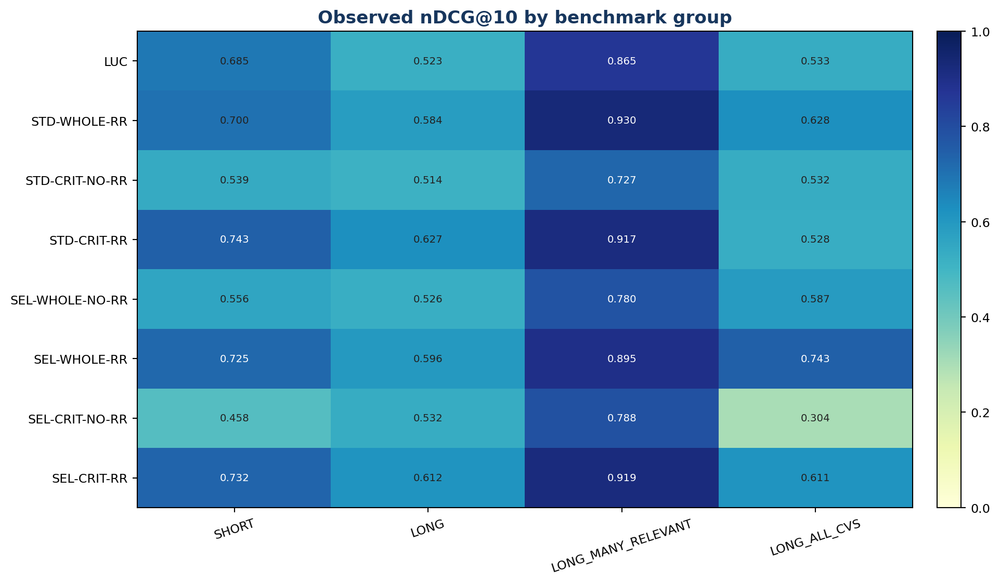 Observed nDCG@10 by benchmark group
LUC 0.685 0.523 0.865 0.533
STD-WHOLE-RR 0.700 0.584 0.930 0.628
STD-CRIT-NO-RR 0.539 0.514 0.727 0.532
STD-CRIT-RR 0.743 0.627 0.917 0.528
SEL-WHOLE-NO-RR 0.556 0.526 0.780 0.587
SEL-WHOLE-RR 0.725 0.596 0.895 0.743
SEL-CRIT-NO-RR 0.458 0.532 0.788 0.304
SEL-CRIT-RR 0.732 0.612 0.919 0.611
SHORT LONG LONG_MANY_RELEVANT LONG_ALL_CVS
1.0
0.8
0.6
0.4
0.2
0.0